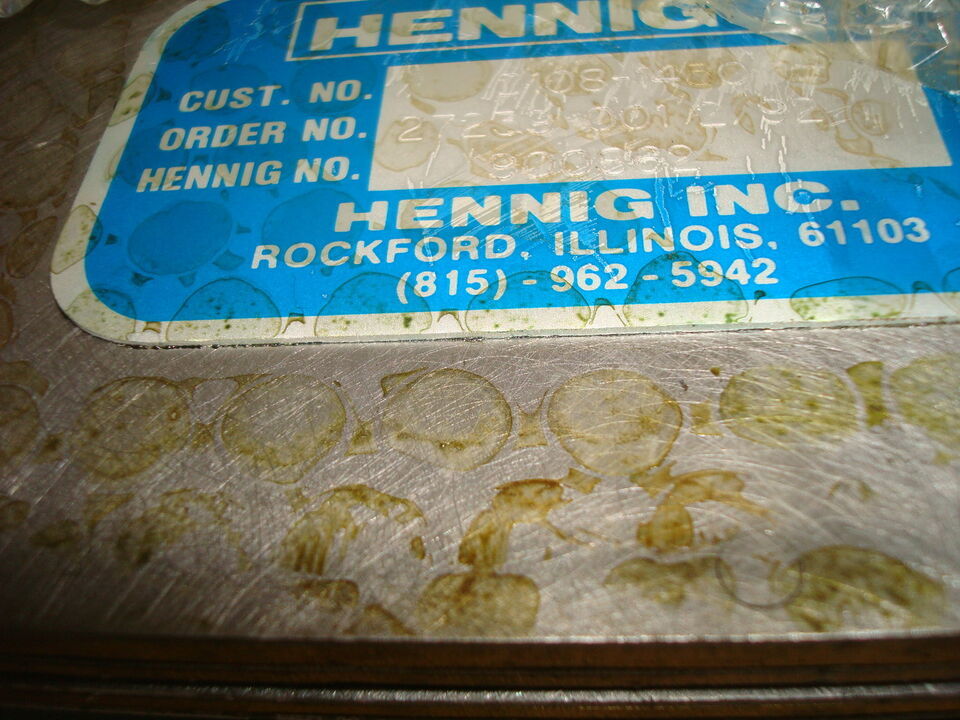 HENNIG
CUST. NO.
ORDER NO.
HENNIG NO.
HENNIG INC.
ROCKFORD, ILLINOIS, 61103
(815) - 962 - 5942